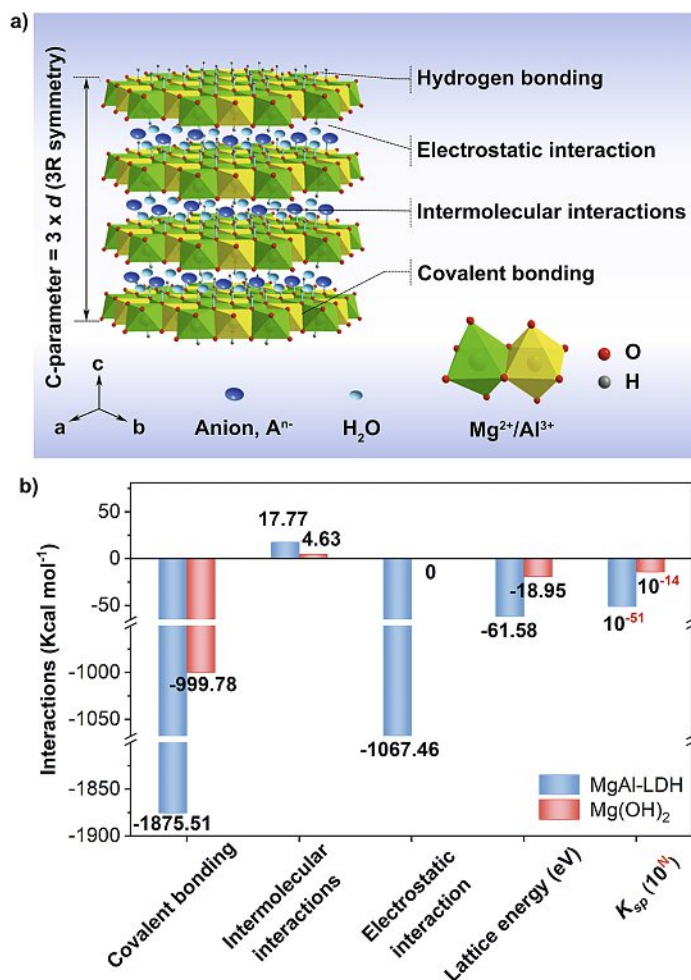 a)
C-parameter = 3 x d (3R symmetry)
Hydrogen bonding
Electrostatic interaction
Intermolecular interactions
Covalent bonding
c
a
b
Anion, Aⁿ⁻
H₂O
Mg²⁺/Al³⁺
O
H
b)
Interactions (Kcal mol⁻¹)
50
0
-50
-1000
-1050
-1850
-1900
-1875.51
-999.78
17.77
4.63
-1067.46
0
-61.58
-18.95
10⁻⁵¹
10⁻¹⁴
MgAl-LDH
Mg(OH)₂
Covalent bonding
Intermolecular
interactions
Electrostatic
interaction
Lattice energy (eV)
Kₛₚ (10ᴺ)